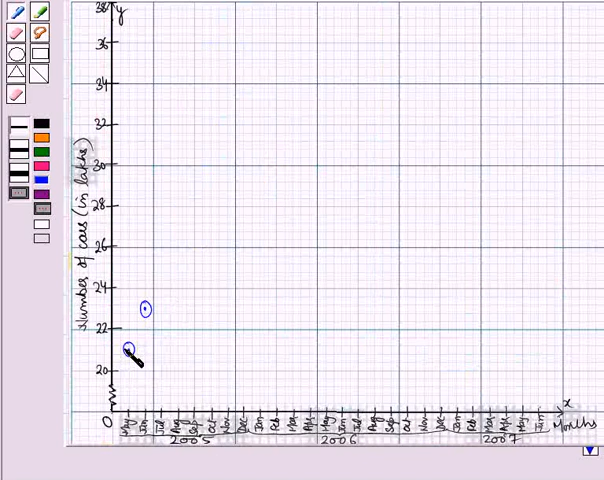 y
38
36
34
32
30
28
26
24
22
20
Number of cars (in lakhs)
0
May Jun Jul Aug Sep Oct Nov Dec Jan Feb Mar Apr May Jun Jul Aug Sep Oct Nov Dec Jan Feb Mar Apr May Jun
x
Months
2005 2006 2007